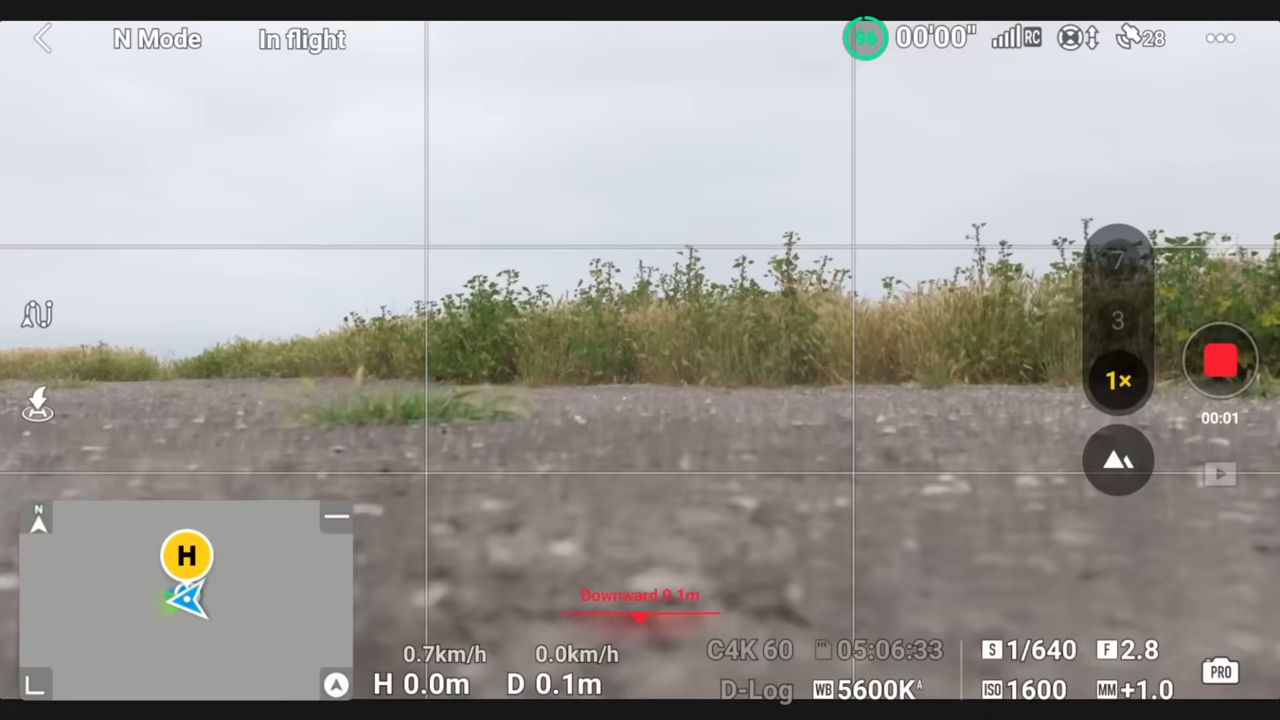 N Mode In flight 96 00'00" RC 28
7
3
1×
00:01
N
H
Downward 0.1m
0.7km/h 0.0km/h C4K 60 05:06:33 S 1/640 F 2.8
H 0.0m D 0.1m D-Log WB 5600K A ISO 1600 MM +1.0
PRO